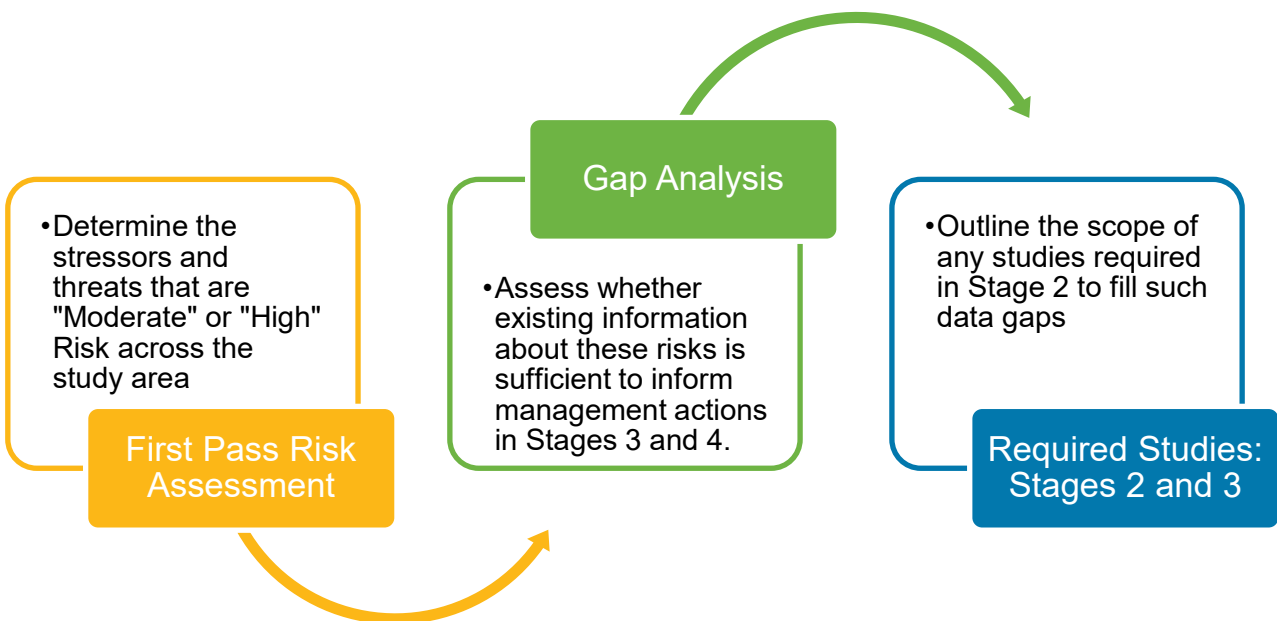 •Determine the
stressors and
threats that are
"Moderate" or "High"
Risk across the
study area
First Pass Risk
Assessment
Gap Analysis
•Assess whether
existing information
about these risks is
sufficient to inform
management actions
in Stages 3 and 4.
•Outline the scope of
any studies required
in Stage 2 to fill such
data gaps
Required Studies:
Stages 2 and 3